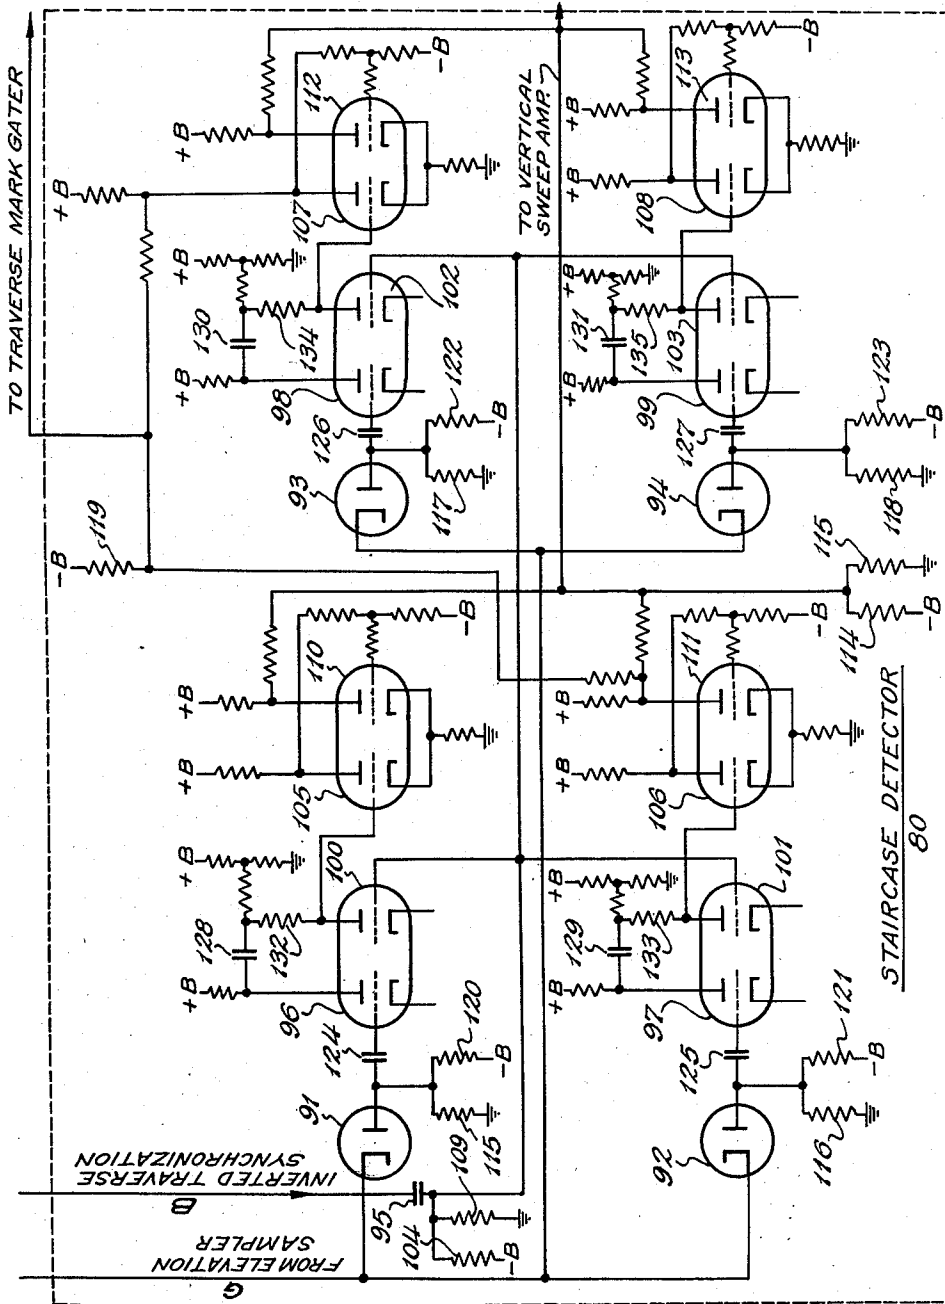 TO TRAVERSE MARK GATER
-B
119
+B
+B
112
107
-B
+B
+B
130
134
98
102
126
93
122
117
-B
TO VERTICAL
SWEEP AMP.
+B
+B
113
108
-B
+B
+B
131
135
103
99
127
94
123
118
-B
+B
+B
110
105
-B
+B
+B
128
132
100
96
124
91
120
115
-B
+B
+B
111
106
-B
115
114
-B
+B
+B
129
133
101
97
125
92
121
116
-B
INVERTED TRAVERSE
SYNCHRONIZATION
B
95
109
104
-B
FROM ELEVATION
SAMPLER
G
STAIRCASE DETECTOR
80